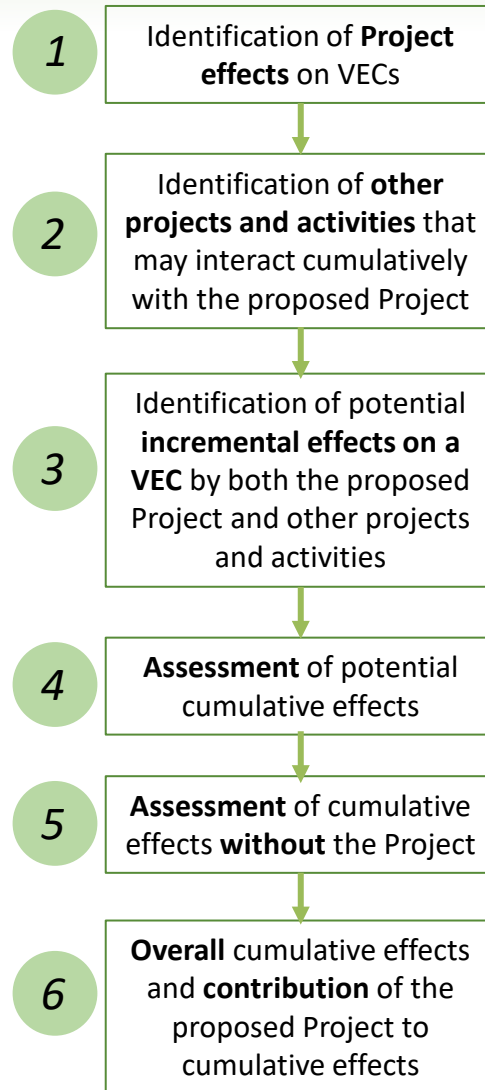 1
Identification of Project
effects on VECs
2
Identification of other
projects and activities that
may interact cumulatively
with the proposed Project
3
Identification of potential
incremental effects on a
VEC by both the proposed
Project and other projects
and activities
4
Assessment of potential
cumulative effects
5
Assessment of cumulative
effects without the Project
6
Overall cumulative effects
and contribution of the
proposed Project to
cumulative effects